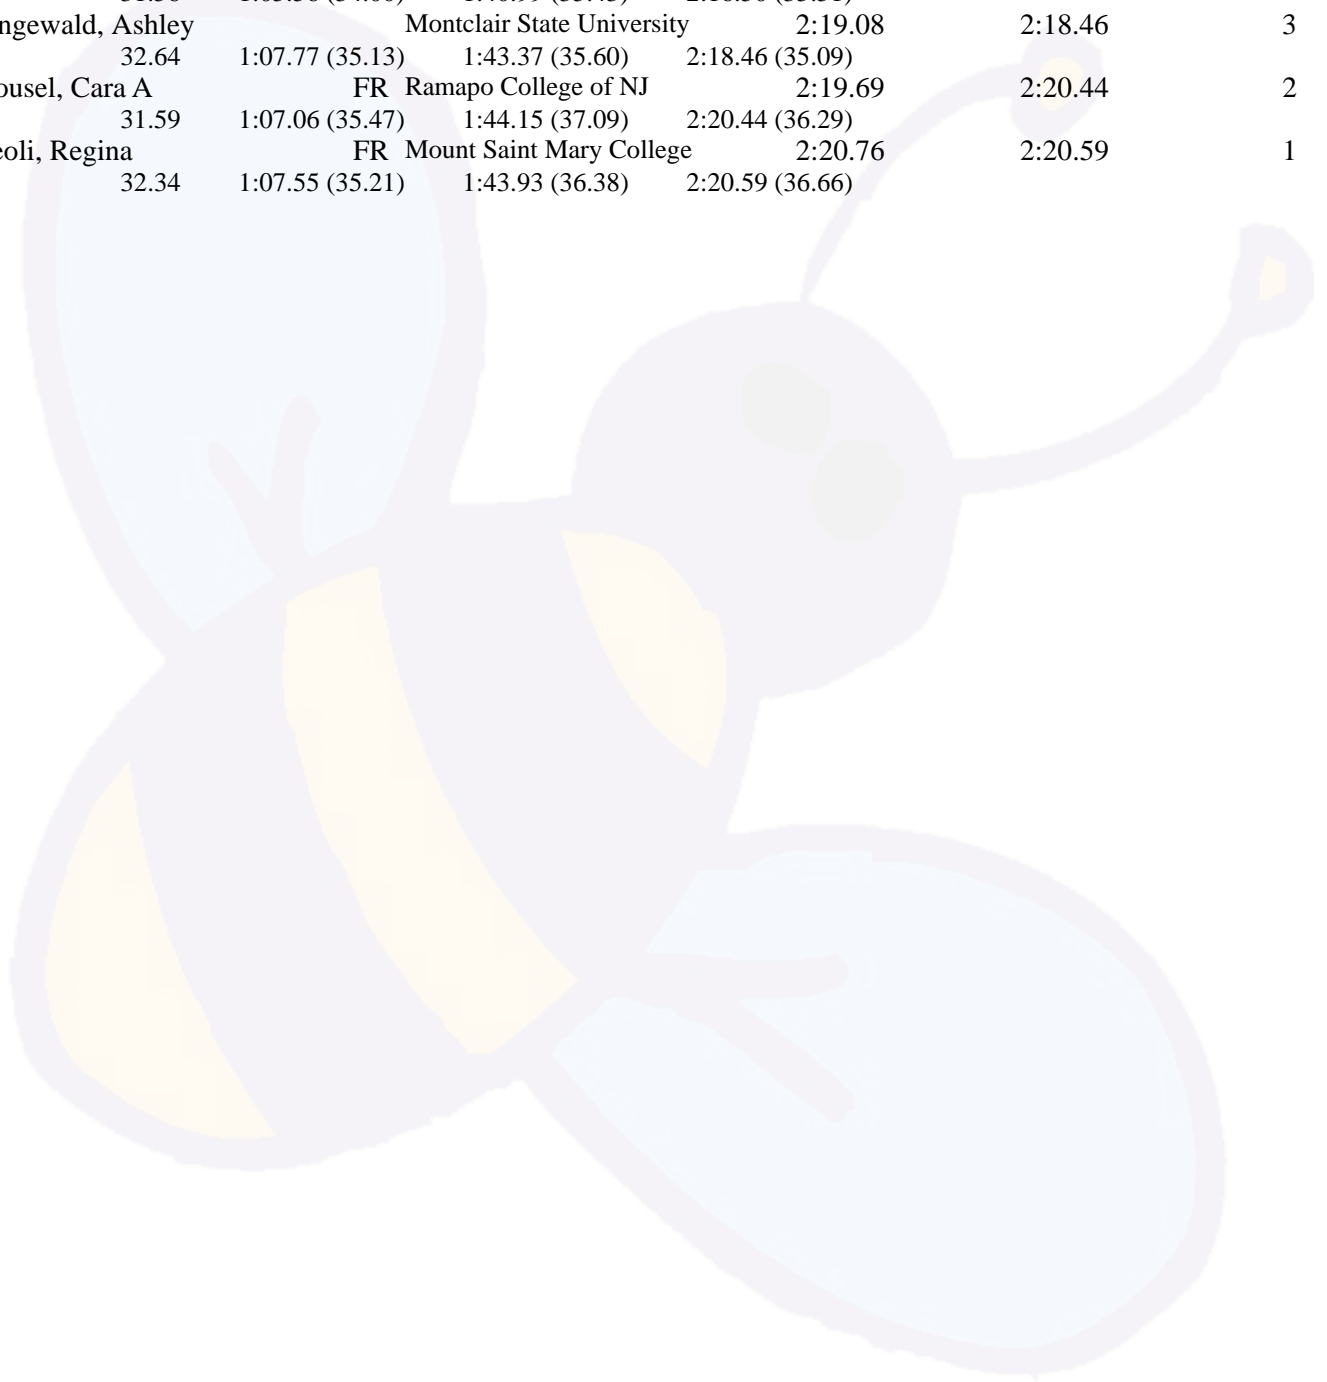 ngewald, Ashley Montclair State University 2:19.08 2:18.46 3
32.64 1:07.77 (35.13) 1:43.37 (35.60) 2:18.46 (35.09)
ousel, Cara A FR Ramapo College of NJ 2:19.69 2:20.44 2
31.59 1:07.06 (35.47) 1:44.15 (37.09) 2:20.44 (36.29)
eoli, Regina FR Mount Saint Mary College 2:20.76 2:20.59 1
32.34 1:07.55 (35.21) 1:43.93 (36.38) 2:20.59 (36.66)